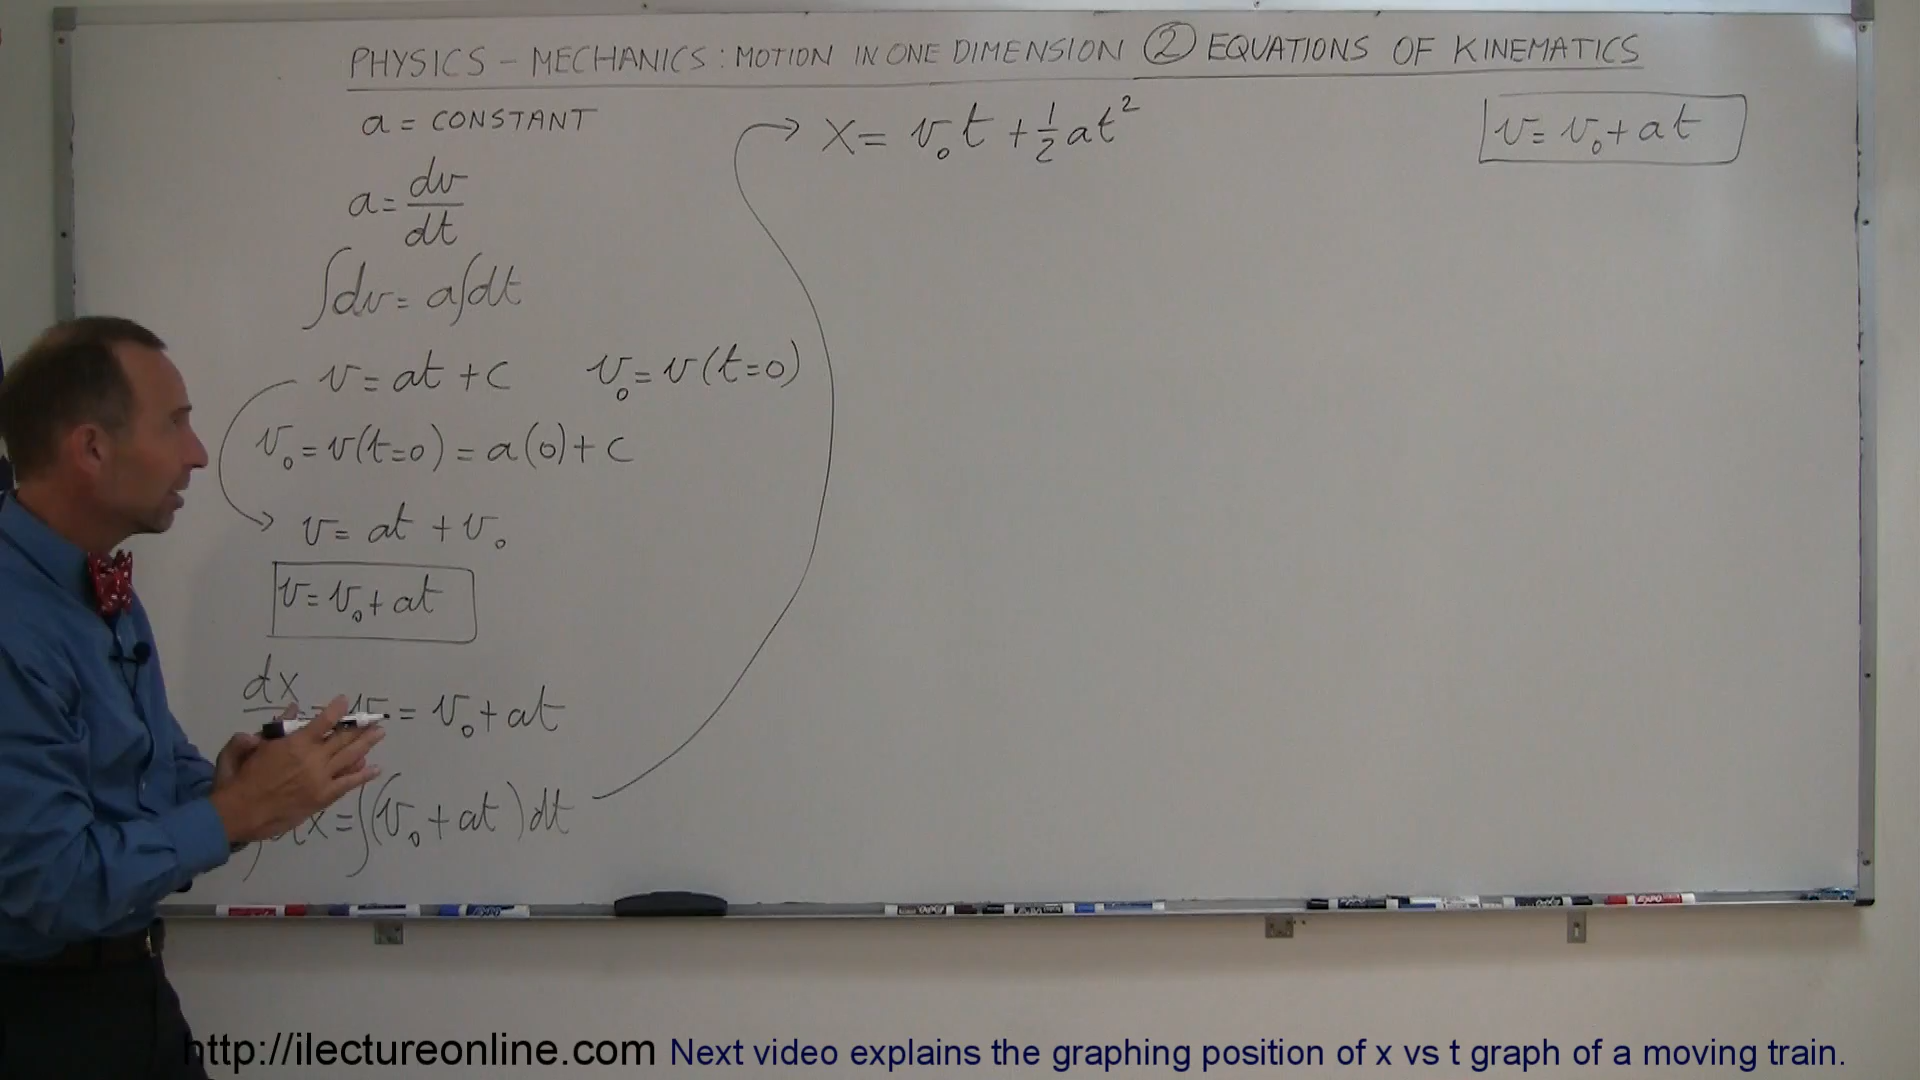 PHYSICS – MECHANICS: MOTION IN ONE DIMENSION ② EQUATIONS OF KINEMATICS
a = CONSTANT
a = dv/dt
∫dv = a∫dt
v = at + c    v₀ = v(t=0)
v₀ = v(t=0) = a(0) + c
v = at + v₀
v = v₀ + at
dx = v = v₀ + at
dx = ∫(v₀ + at)dt
x = v₀t + ½at²
v = v₀ + at
EXPO
http://ilectureonline.com Next video explains the graphing position of x vs t graph of a moving train.